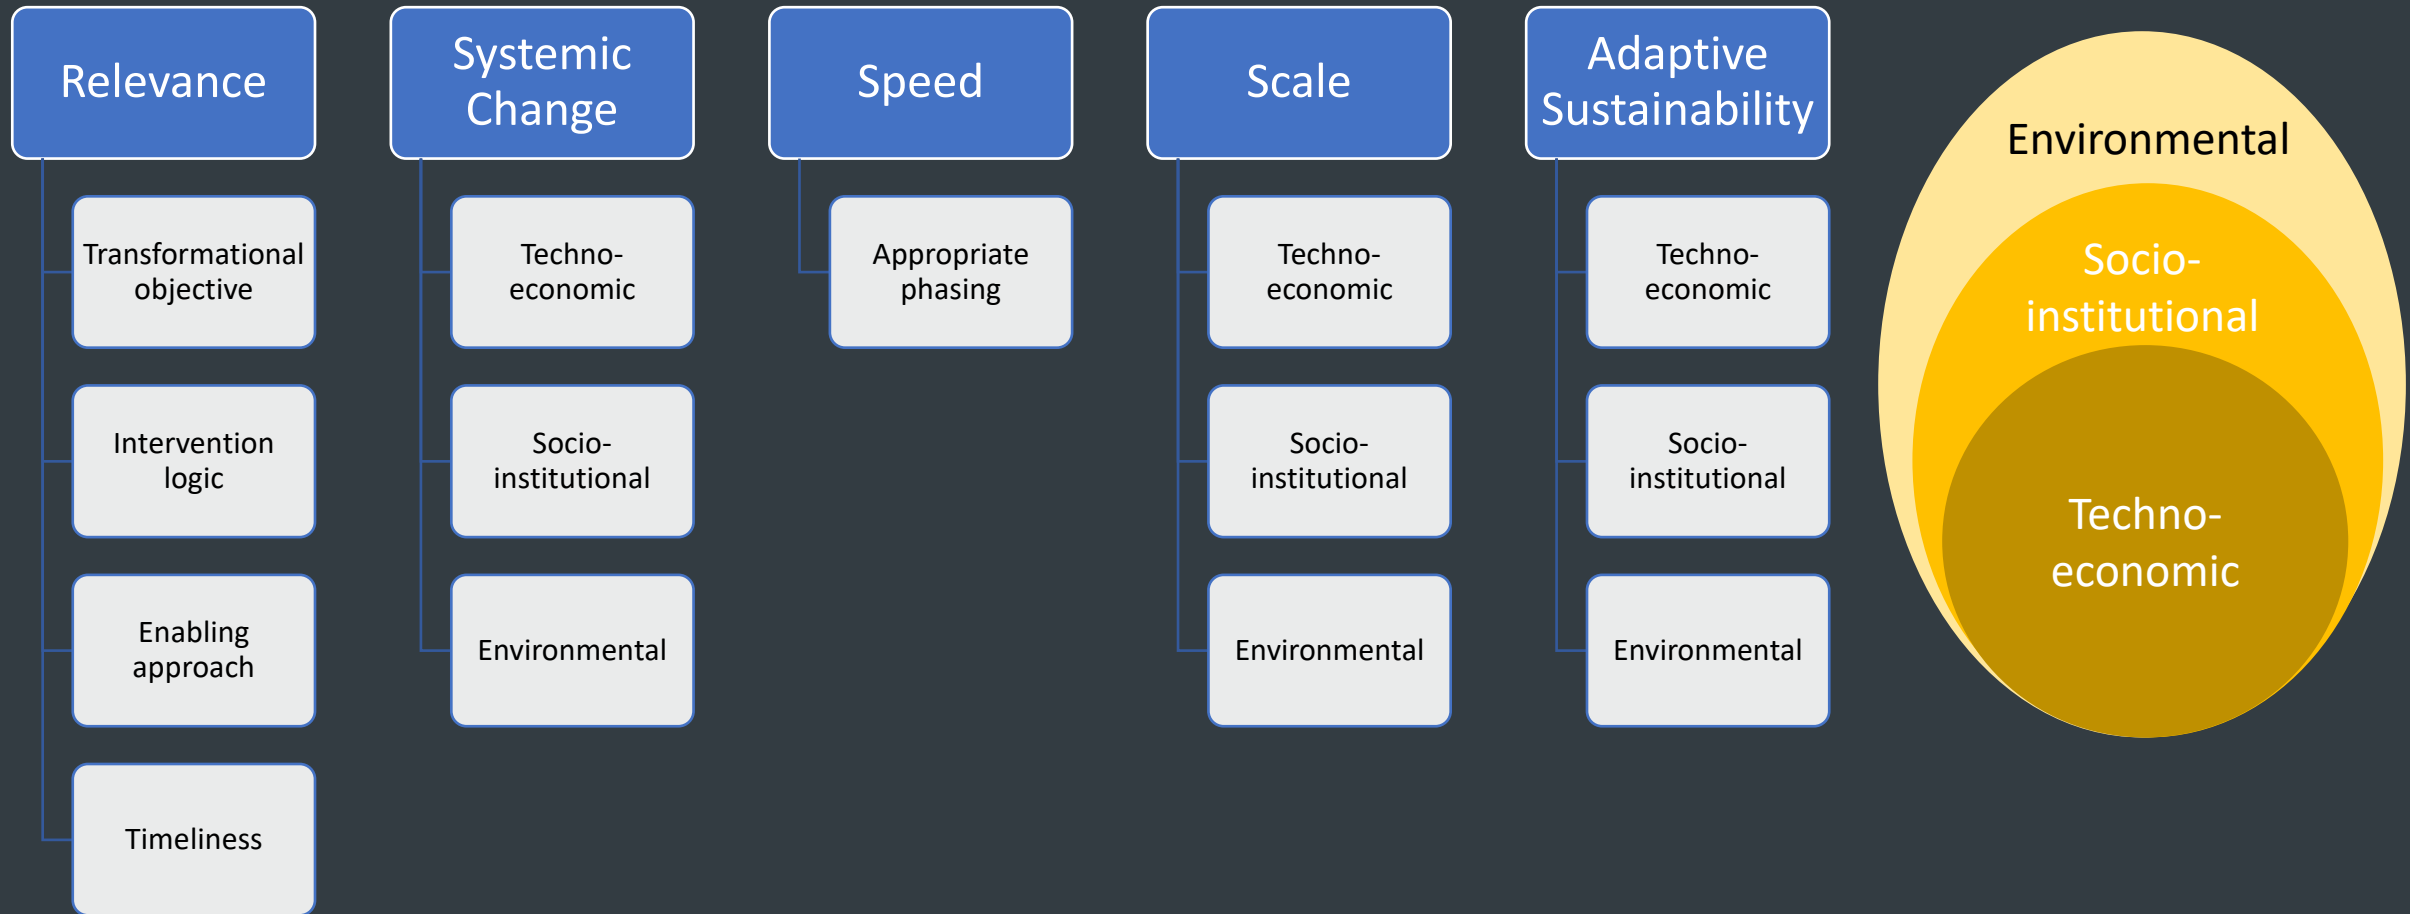 Relevance
Transformational
objective
Intervention
logic
Enabling
approach
Timeliness
Systemic
Change
Techno-
economic
Socio-
institutional
Environmental
Speed
Appropriate
phasing
Scale
Techno-
economic
Socio-
institutional
Environmental
Adaptive
Sustainability
Techno-
economic
Socio-
institutional
Environmental
Environmental
Socio-
institutional
Techno-
economic